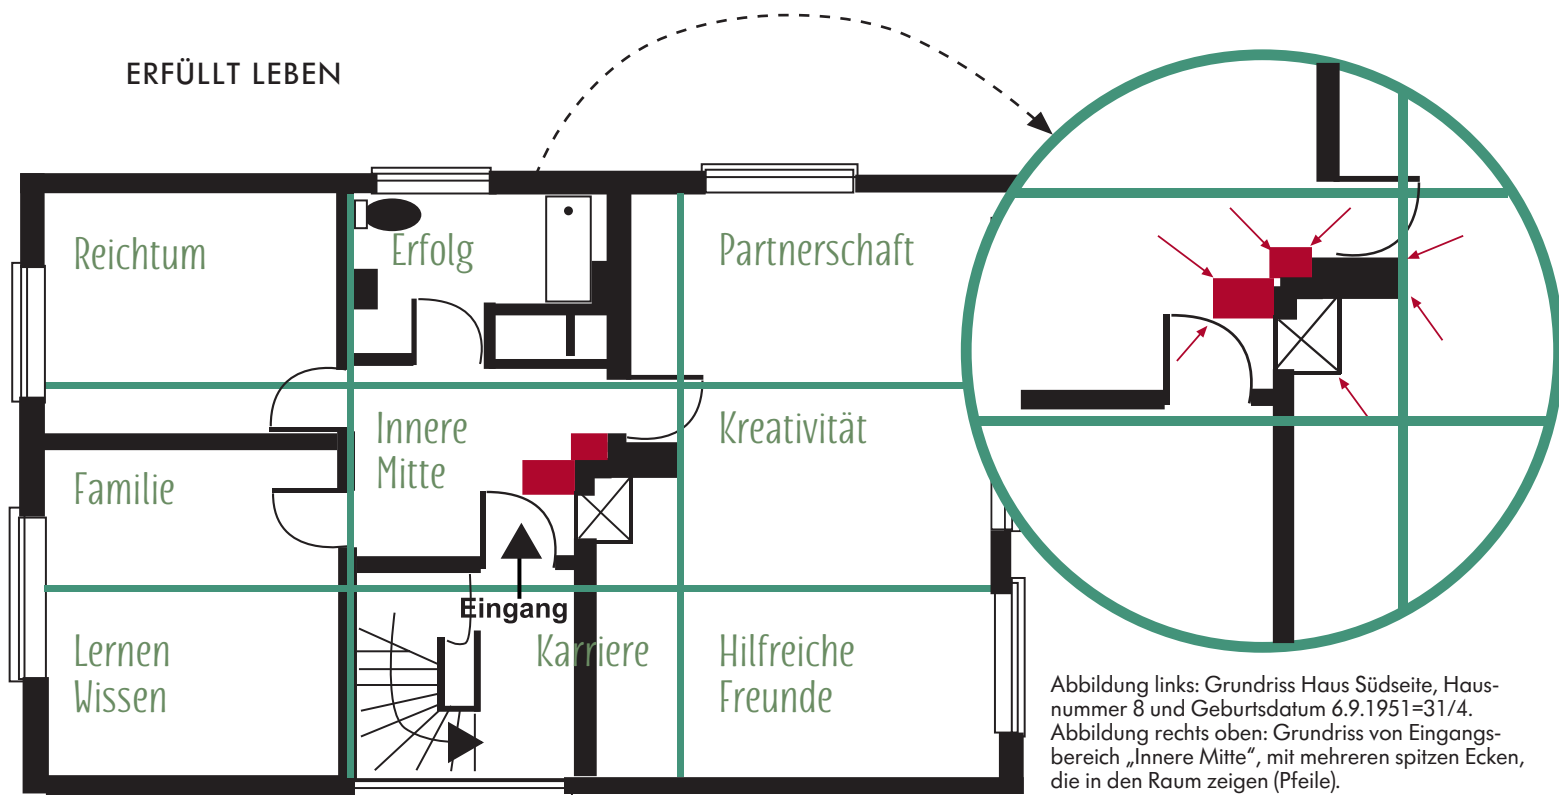 ERFÜLLT LEBEN
Reichtum
Erfolg
Partnerschaft
Innere
Mitte
Kreativität
Familie
Eingang
Lernen
Wissen
Karriere
Hilfreiche
Freunde
Abbildung links: Grundriss Haus Südseite, Haus-
nummer 8 und Geburtsdatum 6.9.1951=31/4.
Abbildung rechts oben: Grundriss von Eingangs-
bereich „Innere Mitte“, mit mehreren spitzen Ecken,
die in den Raum zeigen (Pfeile).